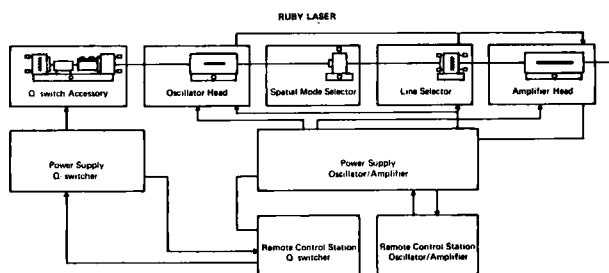 RUBY LASER
Q switch Accessory
Oscillator Head
Spatial Mode Selector
Line Selector
Amplifier Head
Power Supply
Q-switcher
Power Supply
Oscillator/Amplifier
Remote Control Station
Q switcher
Remote Control Station
Oscillator/Amplifier